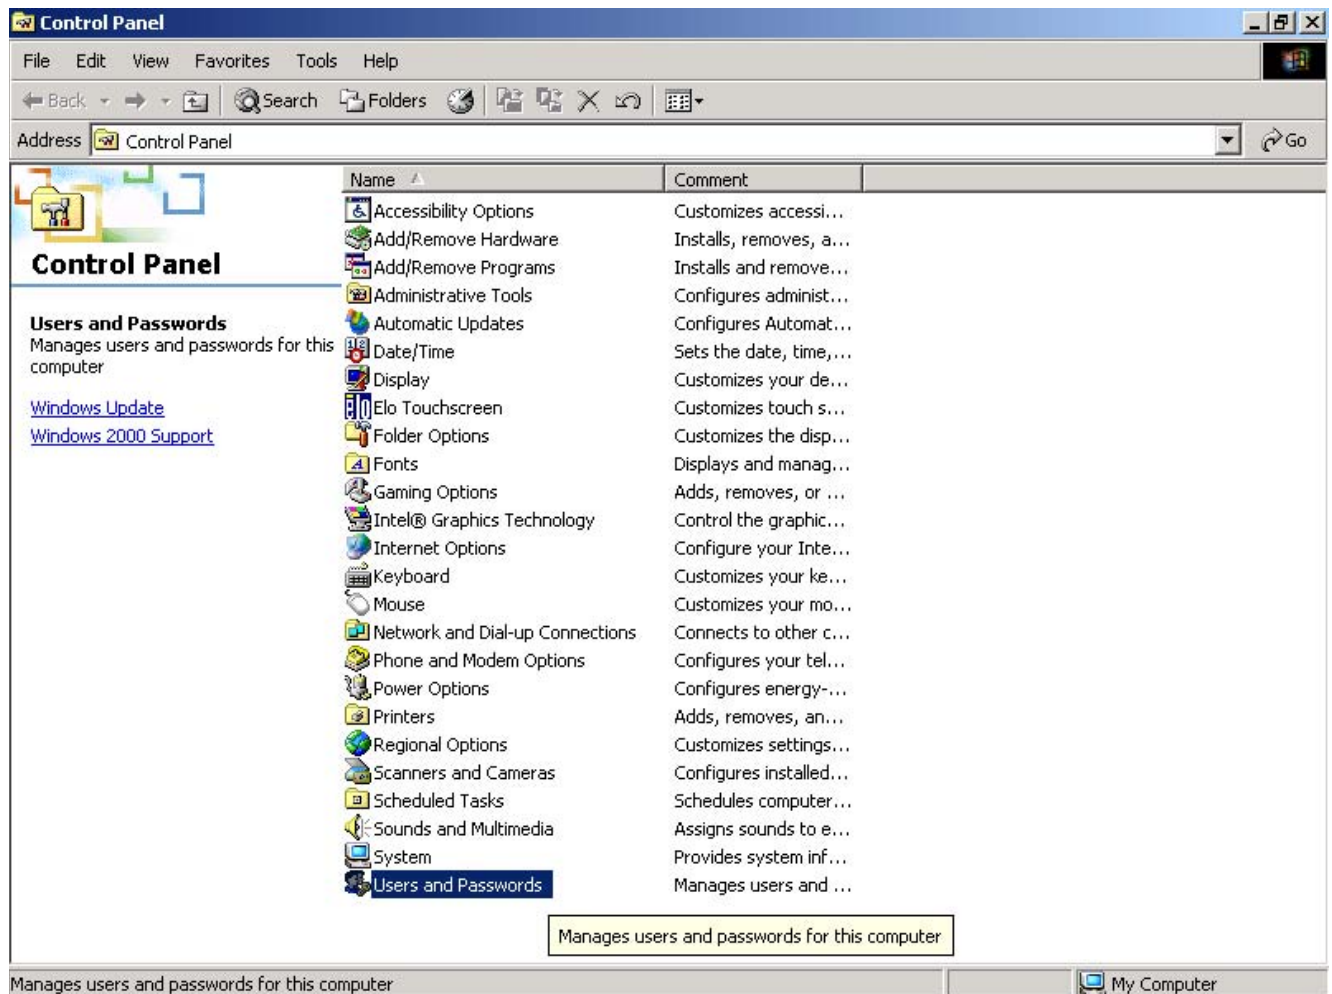 Control Panel
File Edit View Favorites Tools Help
Back Search Folders
Address Control Panel Go
Control Panel
Users and Passwords
Manages users and passwords for this
computer
Windows Update
Windows 2000 Support
Name Comment
Accessibility Options Customizes accessi...
Add/Remove Hardware Installs, removes, a...
Add/Remove Programs Installs and remove...
Administrative Tools Configures administ...
Automatic Updates Configures Automat...
Date/Time Sets the date, time,...
Display Customizes your de...
Elo Touchscreen Customizes touch s...
Folder Options Customizes the disp...
Fonts Displays and manag...
Gaming Options Adds, removes, or ...
Intel® Graphics Technology Control the graphic...
Internet Options Configure your Inte...
Keyboard Customizes your ke...
Mouse Customizes your mo...
Network and Dial-up Connections Connects to other c...
Phone and Modem Options Configures your tel...
Power Options Configures energy-...
Printers Adds, removes, an...
Regional Options Customizes settings...
Scanners and Cameras Configures installed...
Scheduled Tasks Schedules computer...
Sounds and Multimedia Assigns sounds to e...
System Provides system inf...
Users and Passwords Manages users and ...
Manages users and passwords for this computer
Manages users and passwords for this computer My Computer